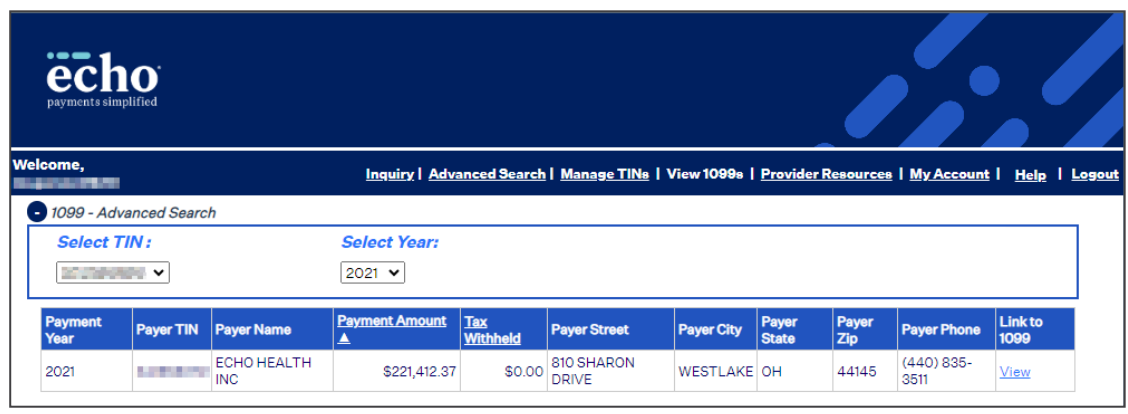 echo
payments simplified
Welcome,
Inquiry | Advanced Search | Manage TINs | View 1099s | Provider Resources | My Account | Help | Logout
- 1099 - Advanced Search
Select TIN : Select Year:
2021
Payment Year Payer TIN Payer Name Payment Amount ▲ Tax Withheld Payer Street Payer City Payer State Payer Zip Payer Phone Link to 1099
2021 ECHO HEALTH INC $221,412.37 $0.00 810 SHARON DRIVE WESTLAKE OH 44145 (440) 835-3511 View